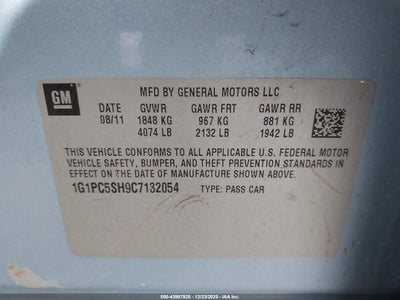 GM
MFD BY GENERAL MOTORS LLC
DATE GVWR GAWR FRT GAWR RR
08/11 1848 KG 967 KG 881 KG
4074 LB 2132 LB 1942 LB
THIS VEHICLE CONFORMS TO ALL APPLICABLE U.S. FEDERAL MOTOR
VEHICLE SAFETY, BUMPER, AND THEFT PREVENTION STANDARDS IN
EFFECT ON THE DATE OF MANUFACTURE SHOWN ABOVE.
1G1PC5SH9C7132054 TYPE: PASS CAR
000-43907920 - 12/23/2025 - IAA Inc.